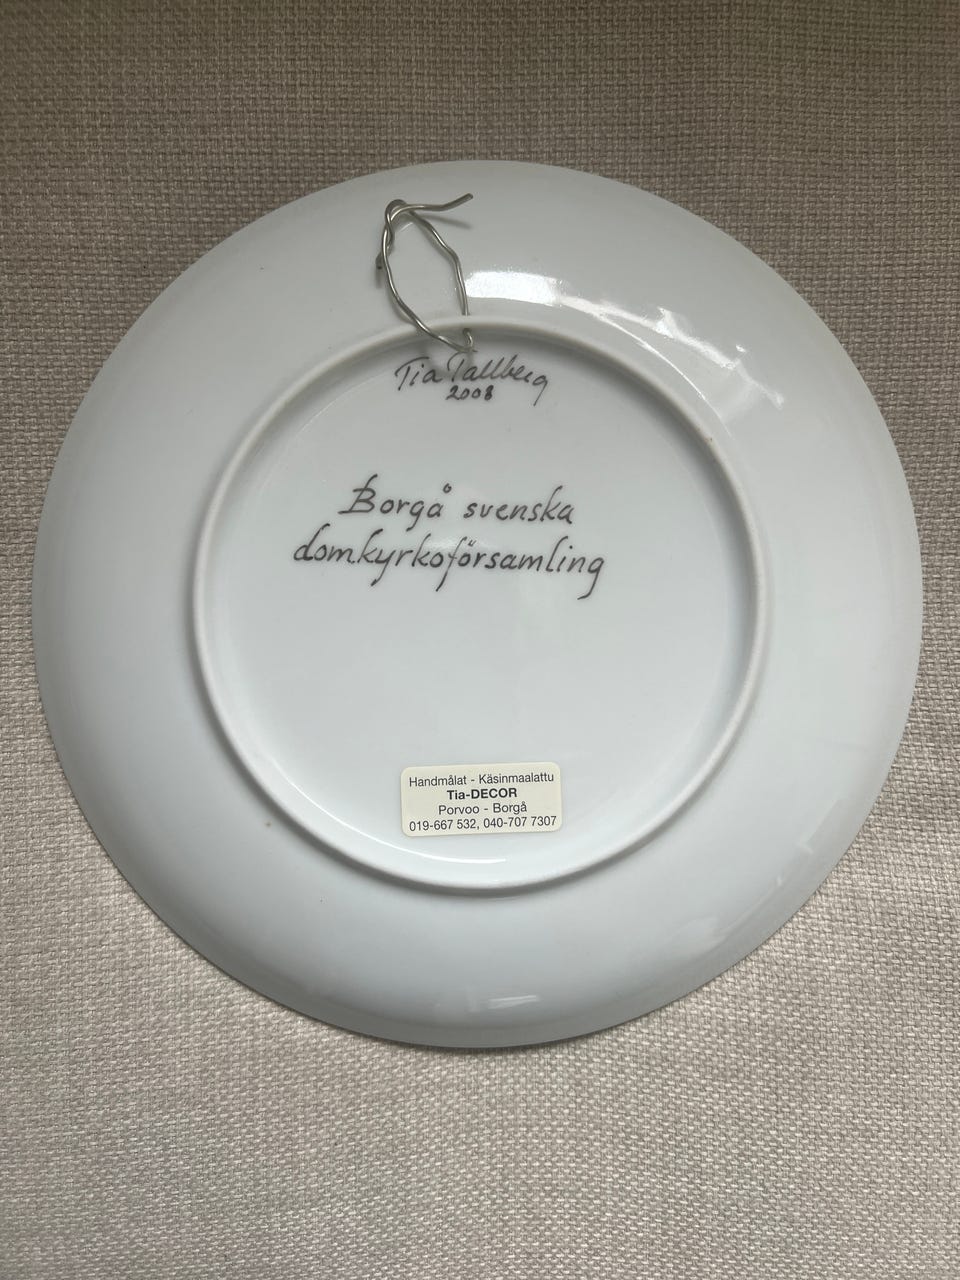 Tia Tallberg
2008
Borgå svenska
domkyrkoförsamling
Handmålat - Käsinmaalattu
Tia-DECOR
Porvoo - Borgå
019-667 532, 040-707 7307